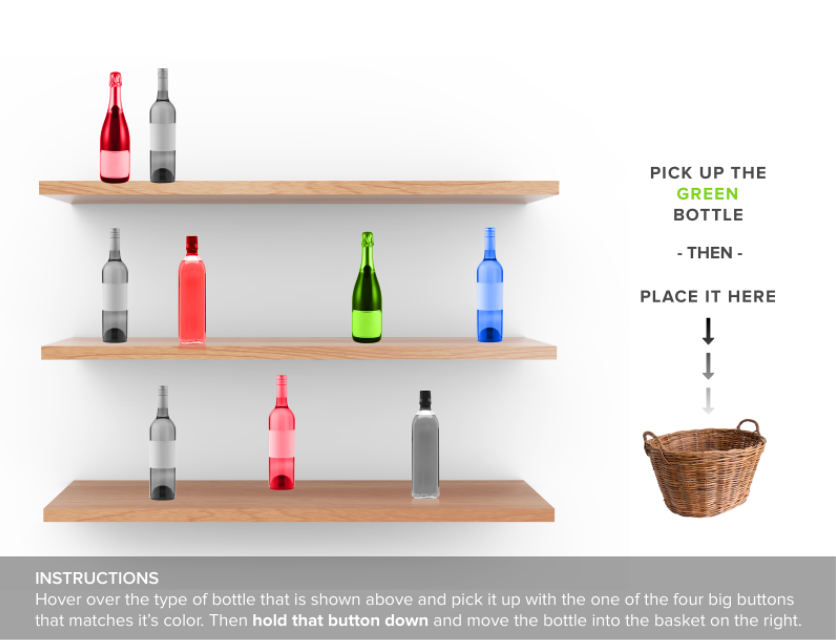 PICK UP THE
GREEN
BOTTLE
- THEN -
PLACE IT HERE
INSTRUCTIONS
Hover over the type of bottle that is shown above and pick it up with the one of the four big buttons
that matches it's color. Then hold that button down and move the bottle into the basket on the right.